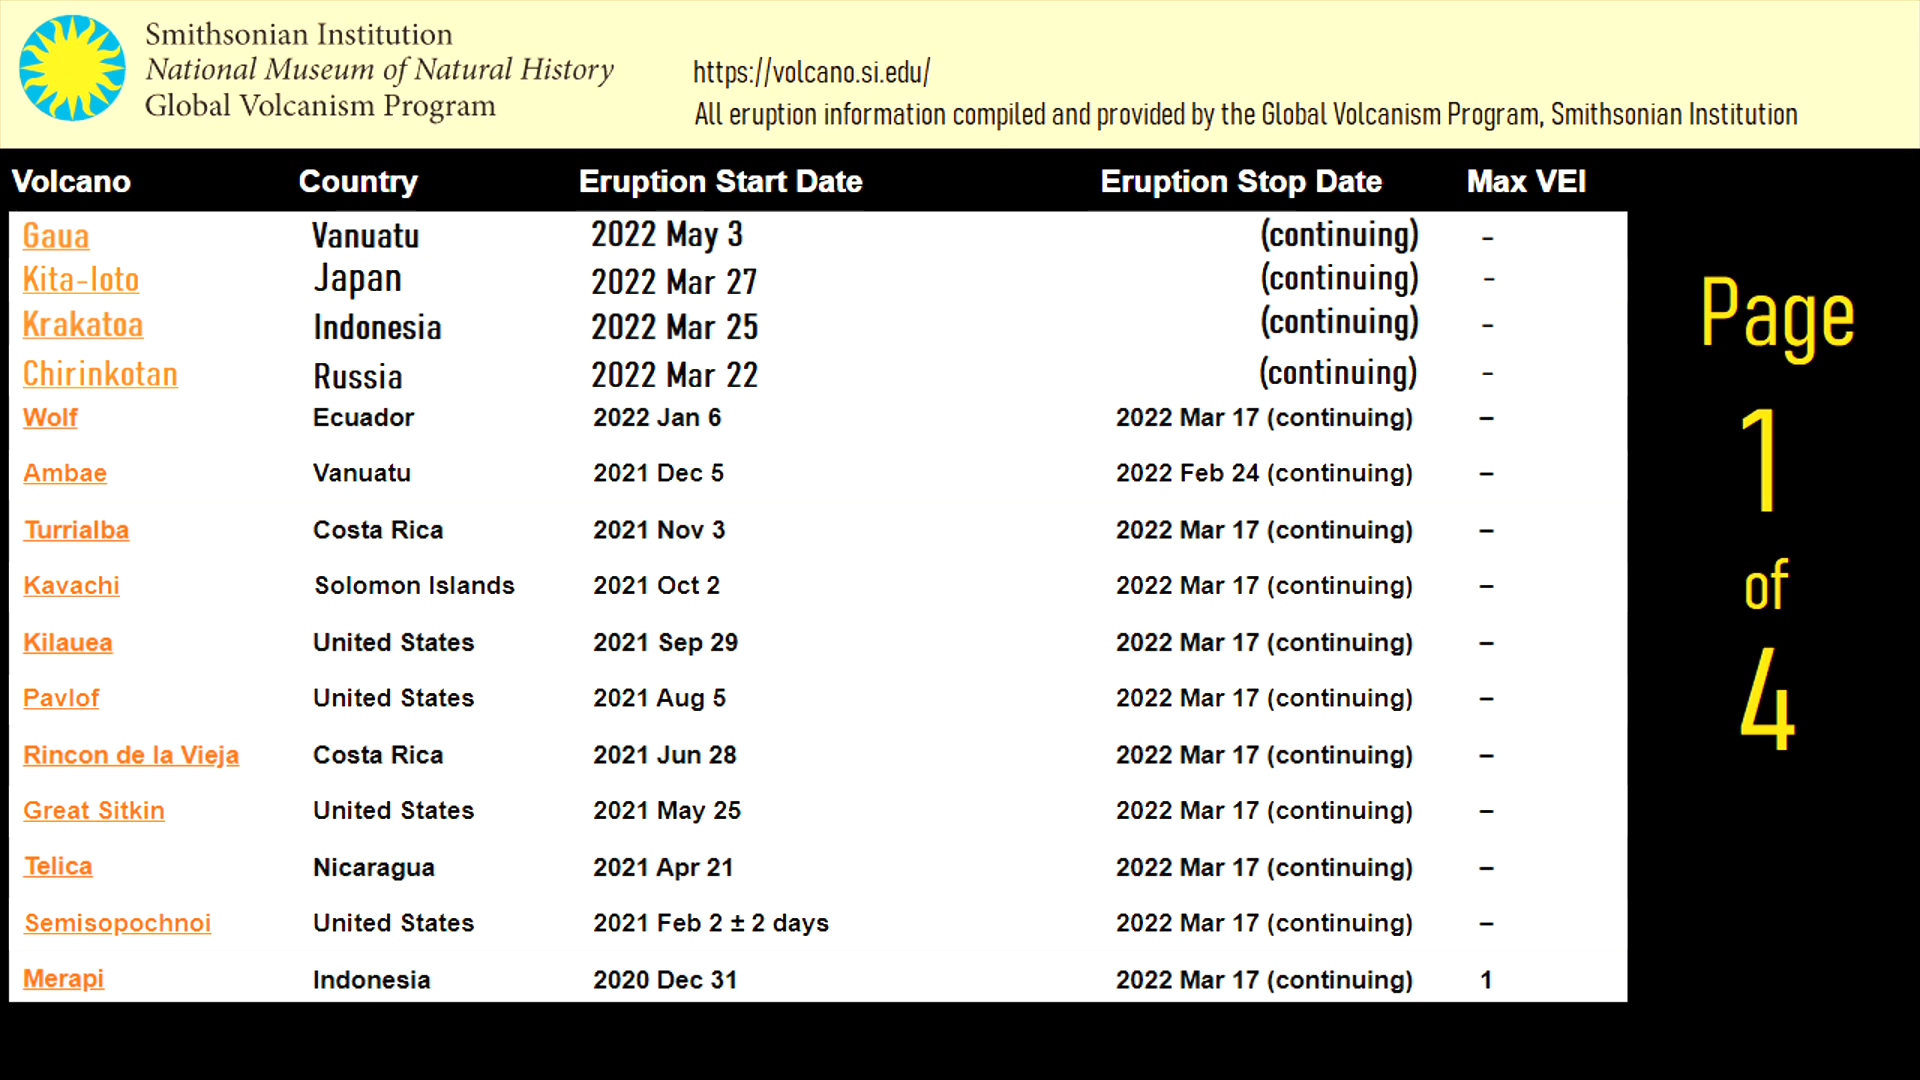 Smithsonian Institution
National Museum of Natural History
Global Volcanism Program
https://volcano.si.edu/
All eruption information compiled and provided by the Global Volcanism Program, Smithsonian Institution
Volcano Country Eruption Start Date Eruption Stop Date Max VEI
Gaua Vanuatu 2022 May 3 (continuing) -
Kita-Ioto Japan 2022 Mar 27 (continuing) -
Krakatoa Indonesia 2022 Mar 25 (continuing) -
Chirinkotan Russia 2022 Mar 22 (continuing) -
Wolf Ecuador 2022 Jan 6 2022 Mar 17 (continuing) –
Ambae Vanuatu 2021 Dec 5 2022 Feb 24 (continuing) –
Turrialba Costa Rica 2021 Nov 3 2022 Mar 17 (continuing) –
Kavachi Solomon Islands 2021 Oct 2 2022 Mar 17 (continuing) –
Kilauea United States 2021 Sep 29 2022 Mar 17 (continuing) –
Pavlof United States 2021 Aug 5 2022 Mar 17 (continuing) –
Rincon de la Vieja Costa Rica 2021 Jun 28 2022 Mar 17 (continuing) –
Great Sitkin United States 2021 May 25 2022 Mar 17 (continuing) –
Telica Nicaragua 2021 Apr 21 2022 Mar 17 (continuing) –
Semisopochnoi United States 2021 Feb 2 ± 2 days 2022 Mar 17 (continuing) –
Merapi Indonesia 2020 Dec 31 2022 Mar 17 (continuing) 1
Page
1
of
4